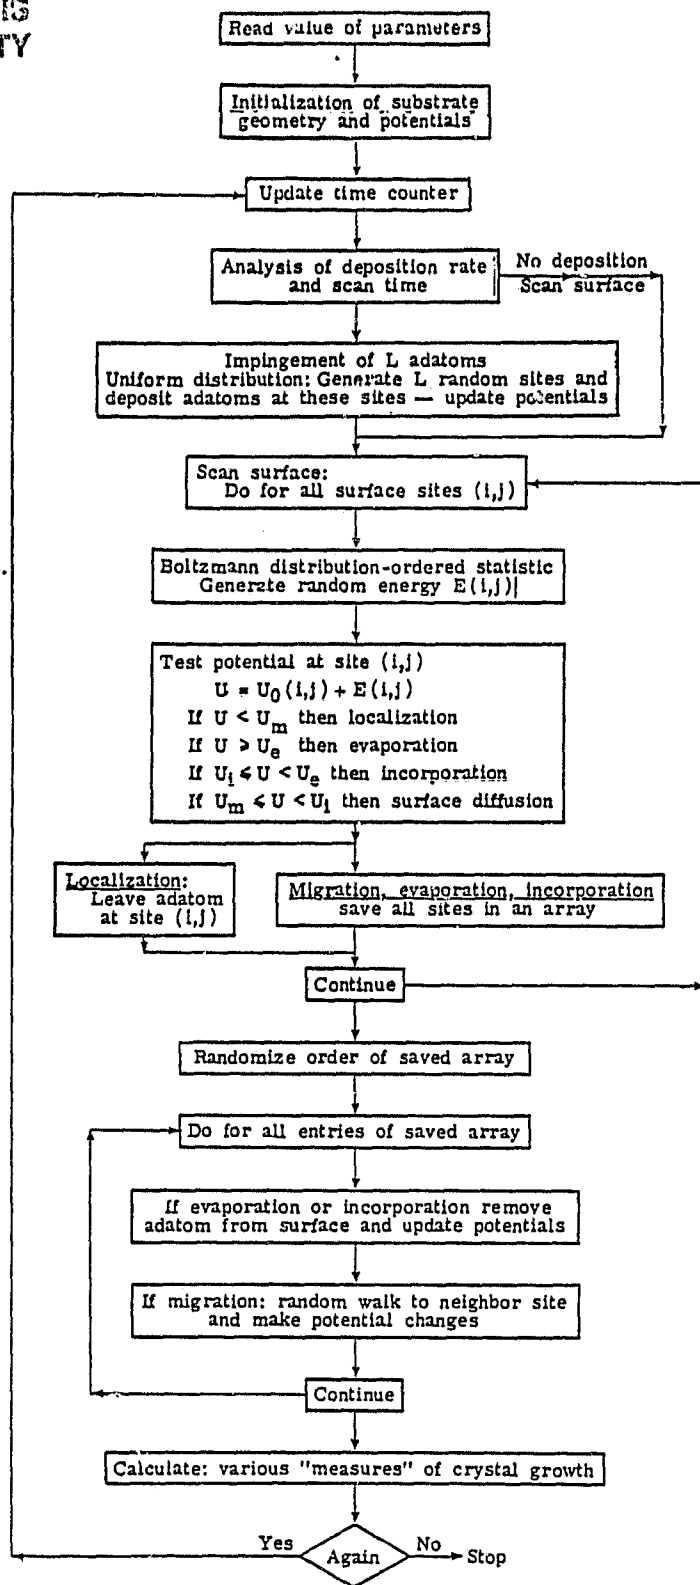 IS
TY
Read value of parameters
Initialization of substrate
geometry and potentials
Update time counter
Analysis of deposition rate
and scan time
No deposition
Scan surface
Impingement of L adatoms
Uniform distribution: Generate L random sites and
deposit adatoms at these sites — update potentials
Scan surface:
Do for all surface sites (i,j)
Boltzmann distribution-ordered statistic
Generate random energy E(i,j)
Test potential at site (i,j)
U = U₀(i,j) + E(i,j)
If U < Uₘ then localization
If U ⩾ Uₑ then evaporation
If Uᵢ ⩽ U < Uₑ then incorporation
If Uₘ ⩽ U < Uᵢ then surface diffusion
Localization:
Leave adatom
at site (i,j)
Migration, evaporation, incorporation
save all sites in an array
Continue
Randomize order of saved array
Do for all entries of saved array
If evaporation or incorporation remove
adatom from surface and update potentials
If migration: random walk to neighbor site
and make potential changes
Continue
Calculate: various "measures" of crystal growth
Yes
Again
No
Stop